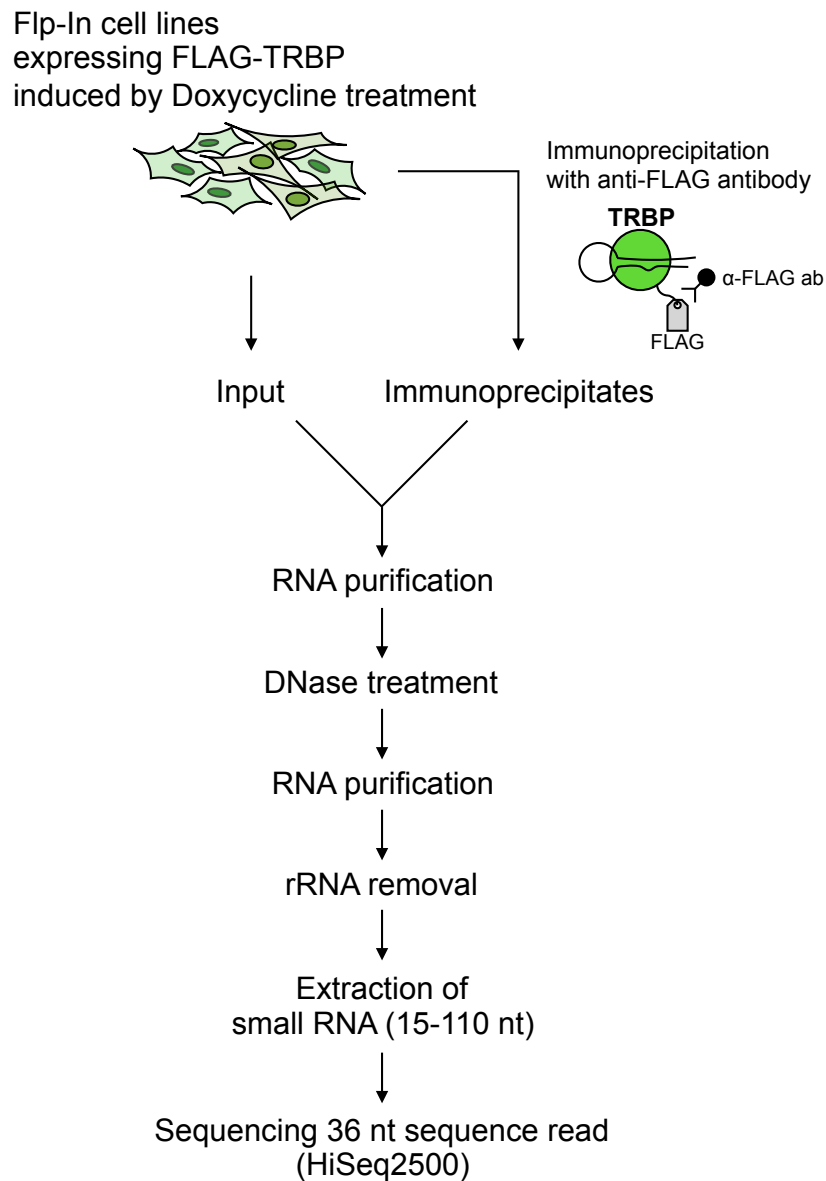 Flp-In cell lines
expressing FLAG-TRBP
induced by Doxycycline treatment
Immunoprecipitation
with anti-FLAG antibody
TRBP
α-FLAG ab
FLAG
Input
Immunoprecipitates
RNA purification
DNase treatment
RNA purification
rRNA removal
Extraction of
small RNA (15-110 nt)
Sequencing 36 nt sequence read
(HiSeq2500)